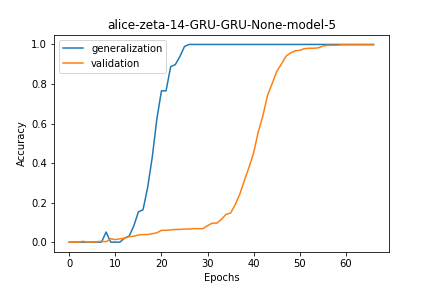 alice-zeta-14-GRU-GRU-None-model-5
generalization
validation
Accuracy
1.0
0.8
0.6
0.4
0.2
0.0
0 10 20 30 40 50 60
Epochs